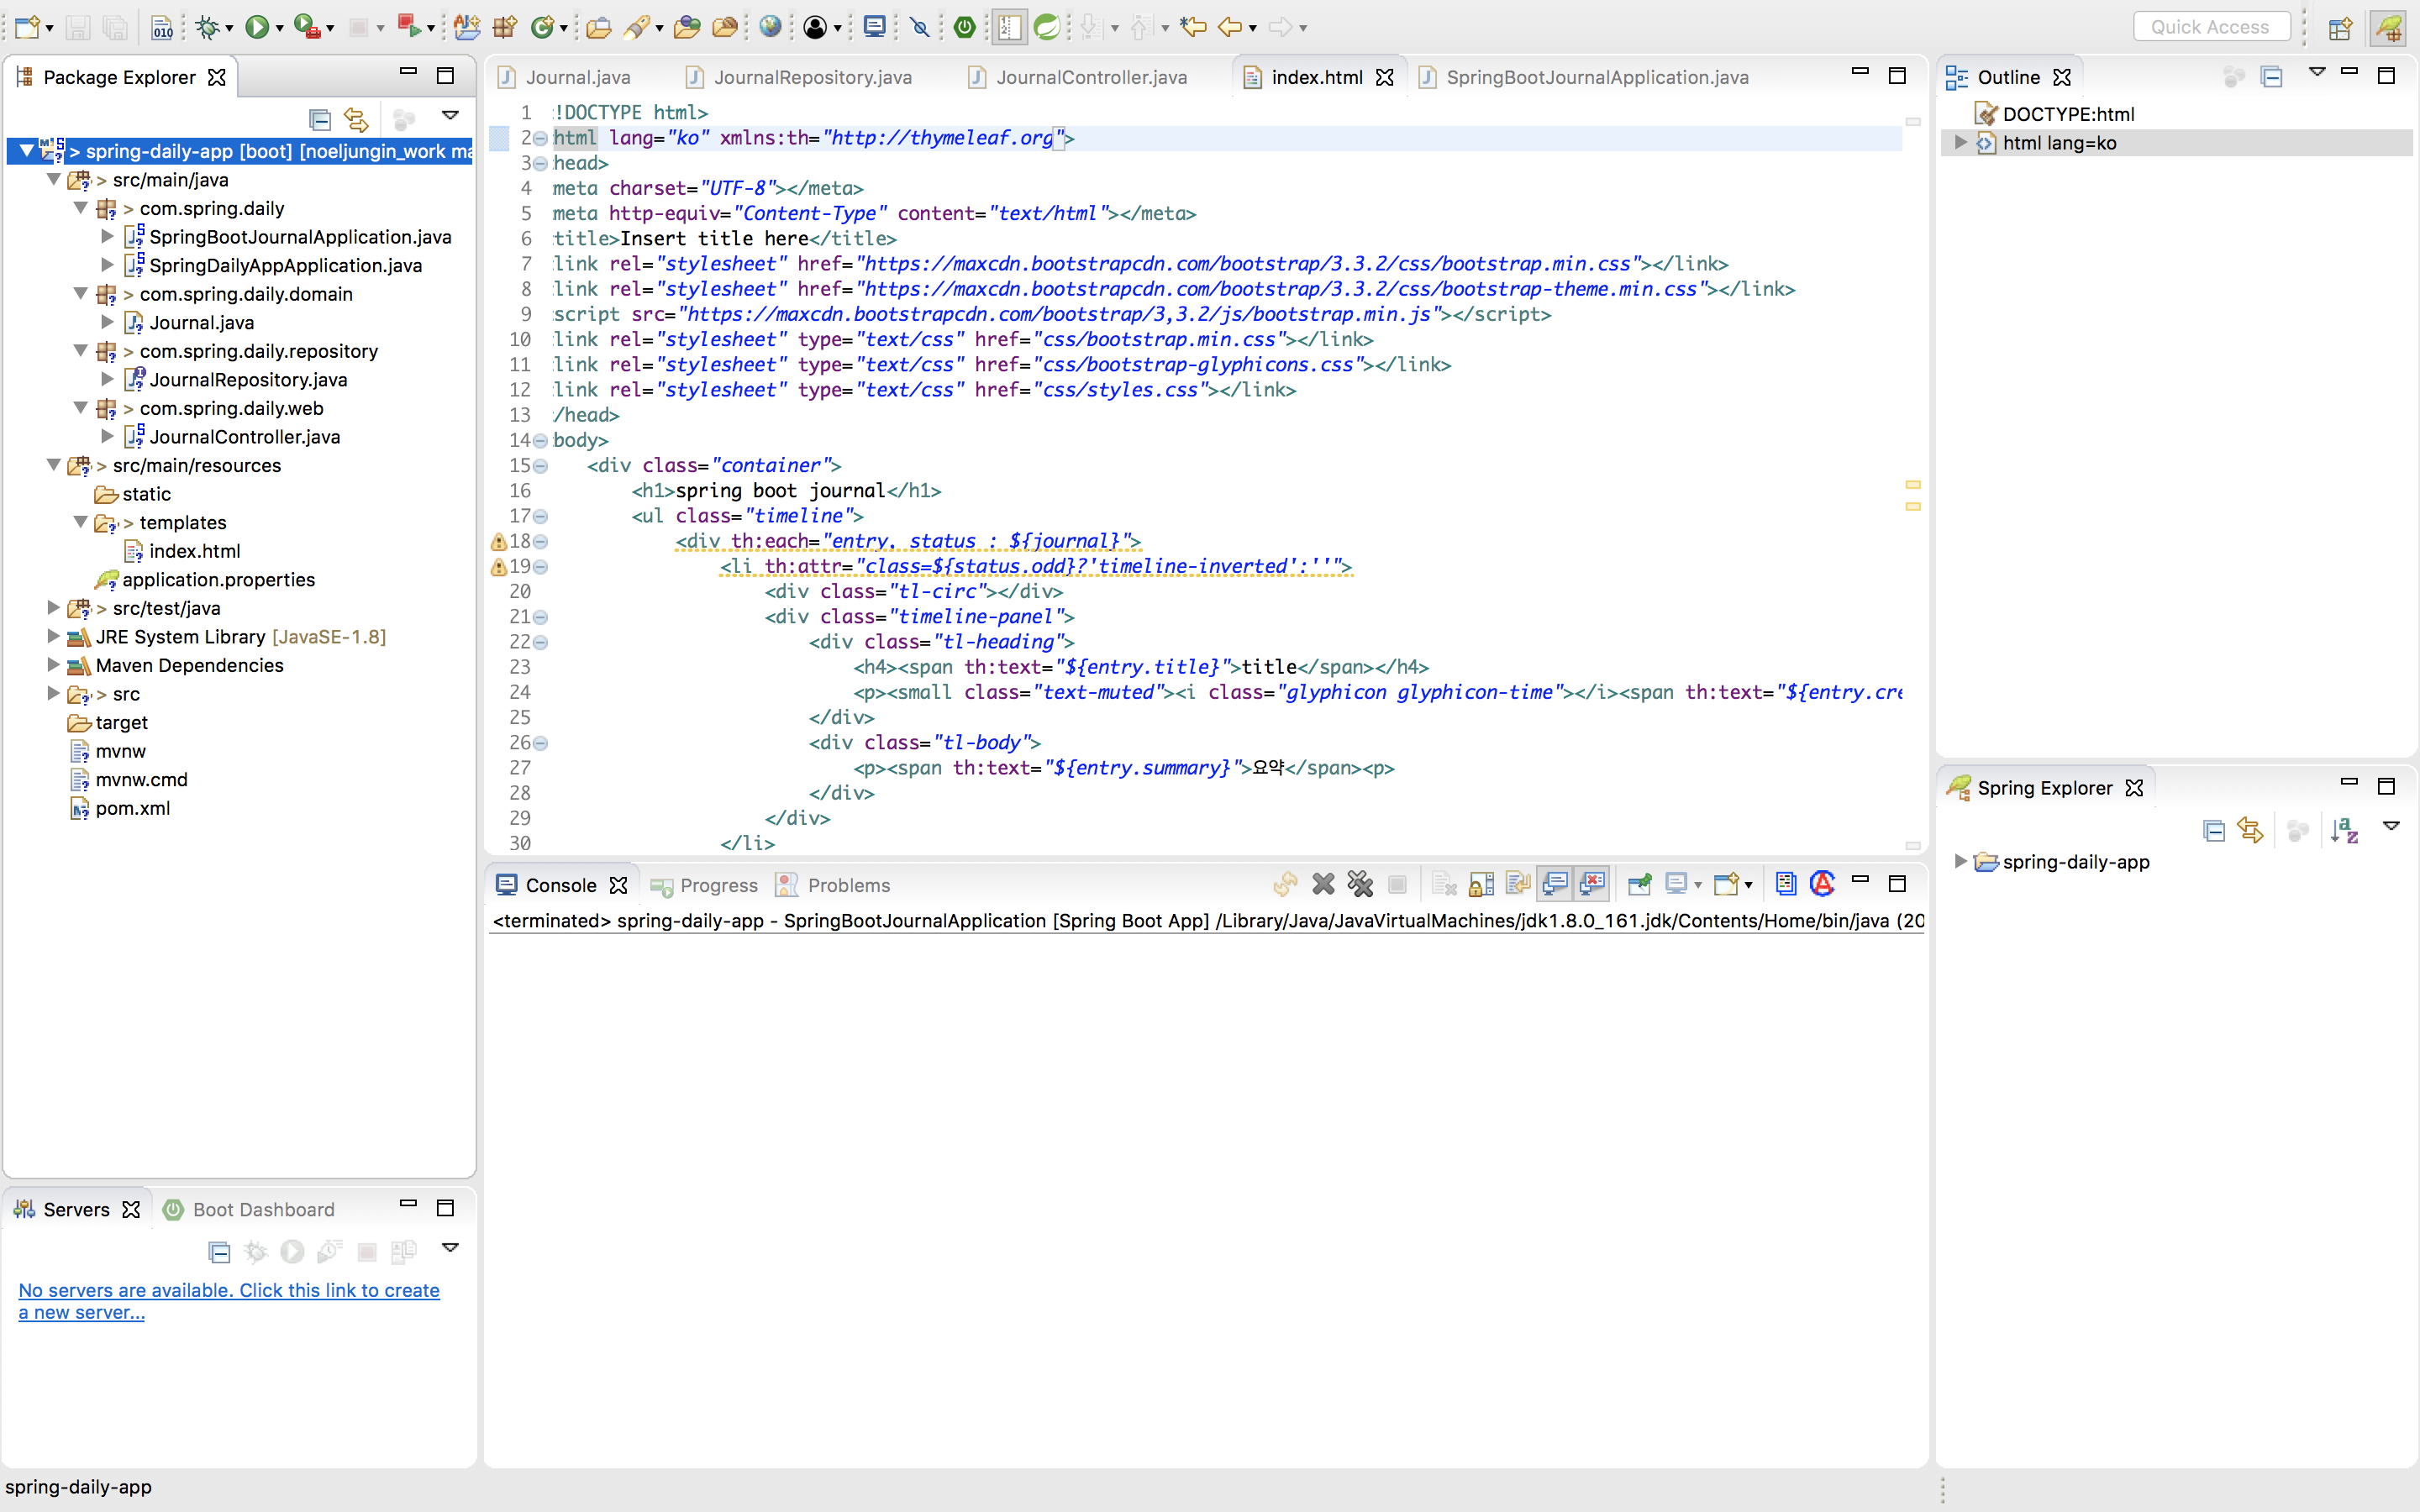 Quick Access
Package Explorer
> spring-daily-app [boot] [noeljungin_work ma
> src/main/java
> com.spring.daily
SpringBootJournalApplication.java
SpringDailyAppApplication.java
> com.spring.daily.domain
Journal.java
> com.spring.daily.repository
JournalRepository.java
> com.spring.daily.web
JournalController.java
> src/main/resources
static
> templates
index.html
application.properties
> src/test/java
JRE System Library [JavaSE-1.8]
Maven Dependencies
> src
target
mvnw
mvnw.cmd
pom.xml
Servers Boot Dashboard
No servers are available. Click this link to create
a new server...
spring-daily-app
Journal.java JournalRepository.java JournalController.java index.html SpringBootJournalApplication.java
1 !DOCTYPE html>
2 html lang="ko" xmlns:th="http://thymeleaf.org">
3 head>
4 meta charset="UTF-8"></meta>
5 meta http-equiv="Content-Type" content="text/html"></meta>
6 title>Insert title here</title>
7 link rel="stylesheet" href="https://maxcdn.bootstrapcdn.com/bootstrap/3.3.2/css/bootstrap.min.css"></link>
8 link rel="stylesheet" href="https://maxcdn.bootstrapcdn.com/bootstrap/3.3.2/css/bootstrap-theme.min.css"></link>
9 script src="https://maxcdn.bootstrapcdn.com/bootstrap/3,3.2/js/bootstrap.min.js"></script>
10 link rel="stylesheet" type="text/css" href="css/bootstrap.min.css"></link>
11 link rel="stylesheet" type="text/css" href="css/bootstrap-glyphicons.css"></link>
12 link rel="stylesheet" type="text/css" href="css/styles.css"></link>
13 /head>
14 body>
15 <div class="container">
16 <h1>spring boot journal</h1>
17 <ul class="timeline">
18 <div th:each="entry, status : ${journal}">
19 <li th:attr="class=${status.odd}?'timeline-inverted':''">
20 <div class="tl-circ"></div>
21 <div class="timeline-panel">
22 <div class="tl-heading">
23 <h4><span th:text="${entry.title}">title</span></h4>
24 <p><small class="text-muted"><i class="glyphicon glyphicon-time"></i><span th:text="${entry.cre
25 </div>
26 <div class="tl-body">
27 <p><span th:text="${entry.summary}">요약</span><p>
28 </div>
29 </div>
30 </li>
Console Progress Problems
<terminated> spring-daily-app - SpringBootJournalApplication [Spring Boot App] /Library/Java/JavaVirtualMachines/jdk1.8.0_161.jdk/Contents/Home/bin/java (20
Outline
DOCTYPE:html
html lang=ko
Spring Explorer
spring-daily-app